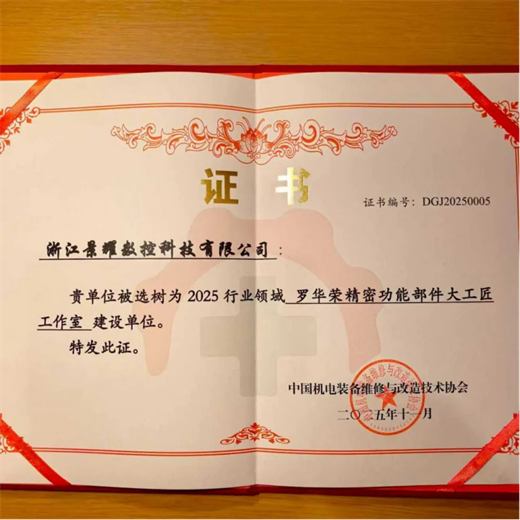 证书
证书编号：DGJ20250005
浙江景耀数控科技有限公司：
贵单位被选树为 2025 行业领域 罗华荣精密功能部件大工匠
工作室 建设单位。
特发此证。
中国机电装备维修与改造技术协会
二〇二五年十一月